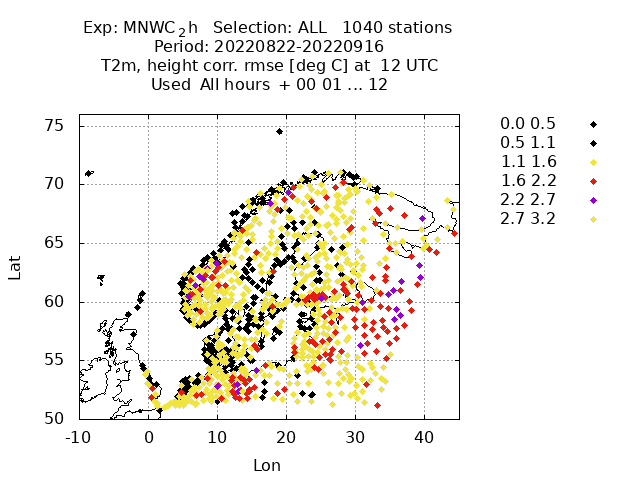 Exp: MNWC_2h   Selection: ALL   1040 stations
Period: 20220822-20220916
T2m, height corr. rmse [deg C] at  12 UTC
Used  All hours  + 00 01 ... 12
0.0 0.5
0.5 1.1
1.1 1.6
1.6 2.2
2.2 2.7
2.7 3.2
75
70
65
60
55
50
Lat
-10 0 10 20 30 40
Lon